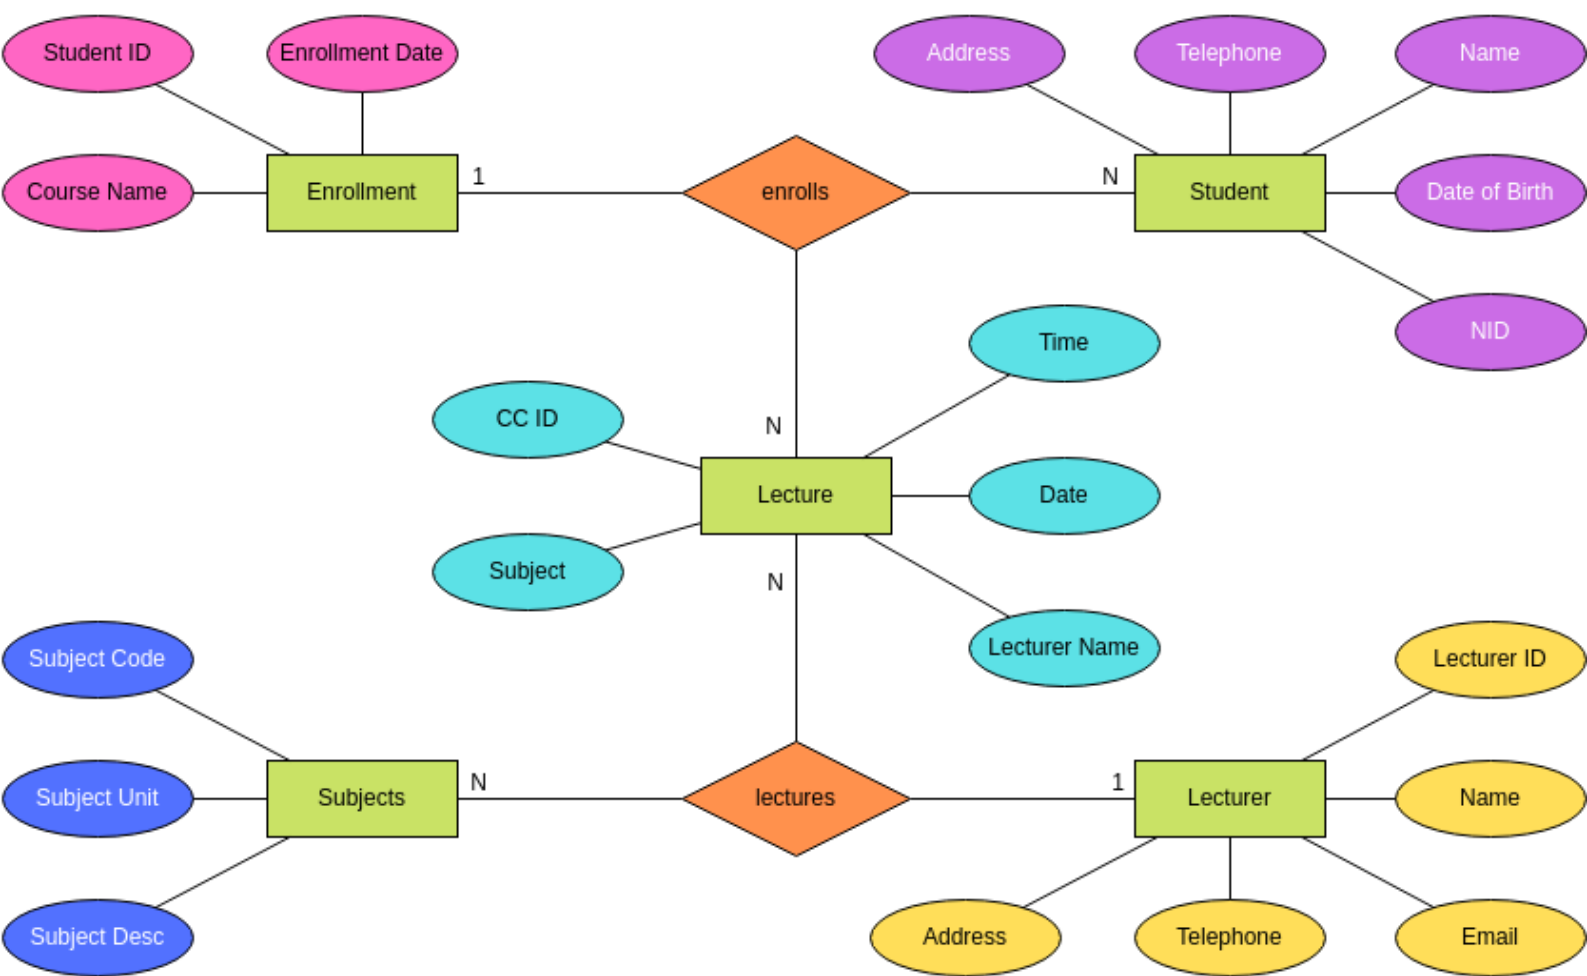 Student ID
Enrollment Date
Address
Telephone
Name
Course Name
Enrollment
1
enrolls
N
Student
Date of Birth
NID
Time
CC ID
N
Lecture
Date
Subject
N
Lecturer Name
Subject Code
Lecturer ID
Subject Unit
Subjects
N
lectures
1
Lecturer
Name
Subject Desc
Address
Telephone
Email